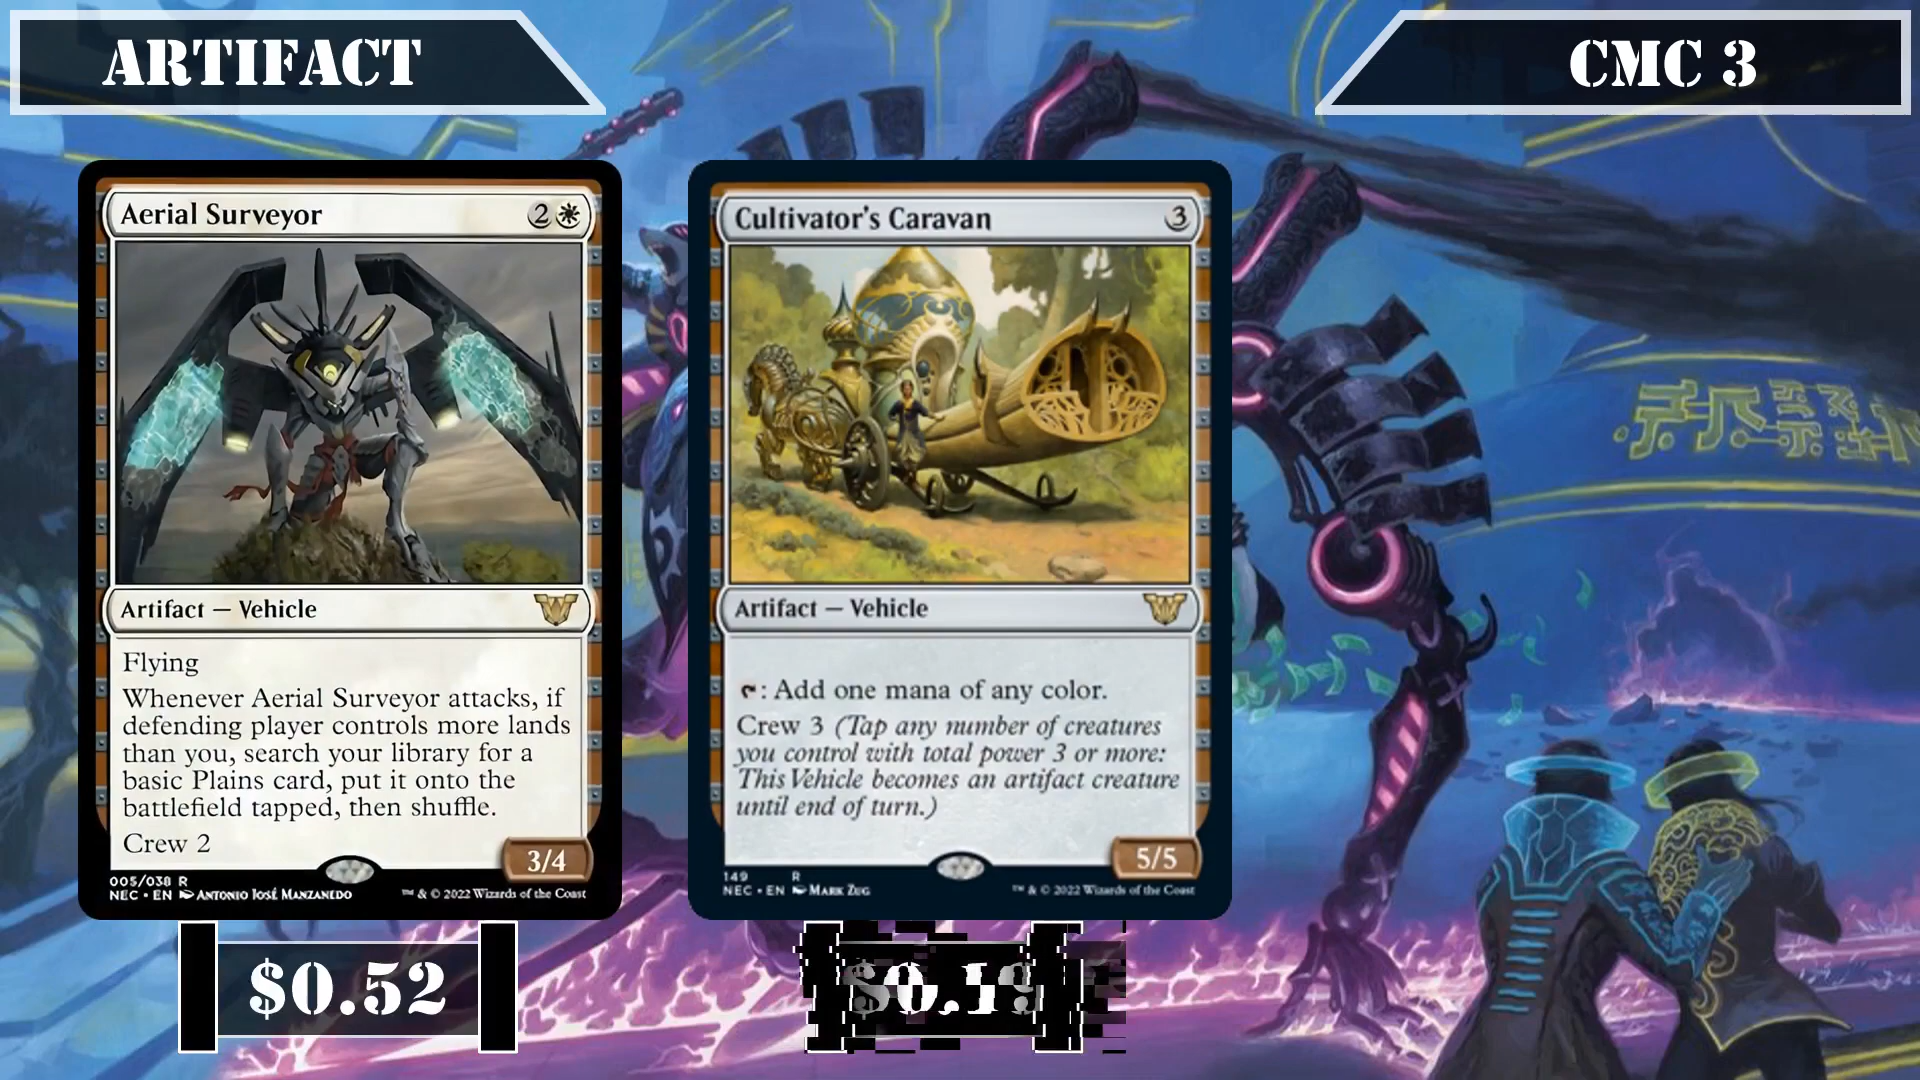 ARTIFACT
CMC 3
Aerial Surveyor
2
Artifact — Vehicle
Flying
Whenever Aerial Surveyor attacks, if
defending player controls more lands
than you, search your library for a
basic Plains card, put it onto the
battlefield tapped, then shuffle.
Crew 2
3/4
005/038 R
NEC • EN ANTONIO JOSÉ MANZANEDO
™ & © 2022 Wizards of the Coast
$0.52
Cultivator's Caravan
3
Artifact — Vehicle
: Add one mana of any color.
Crew 3 (Tap any number of creatures
you control with total power 3 or more:
This Vehicle becomes an artifact creature
until end of turn.)
5/5
149 R
NEC • EN MARK ZUG
™ & © 2022 Wizards of the Coast